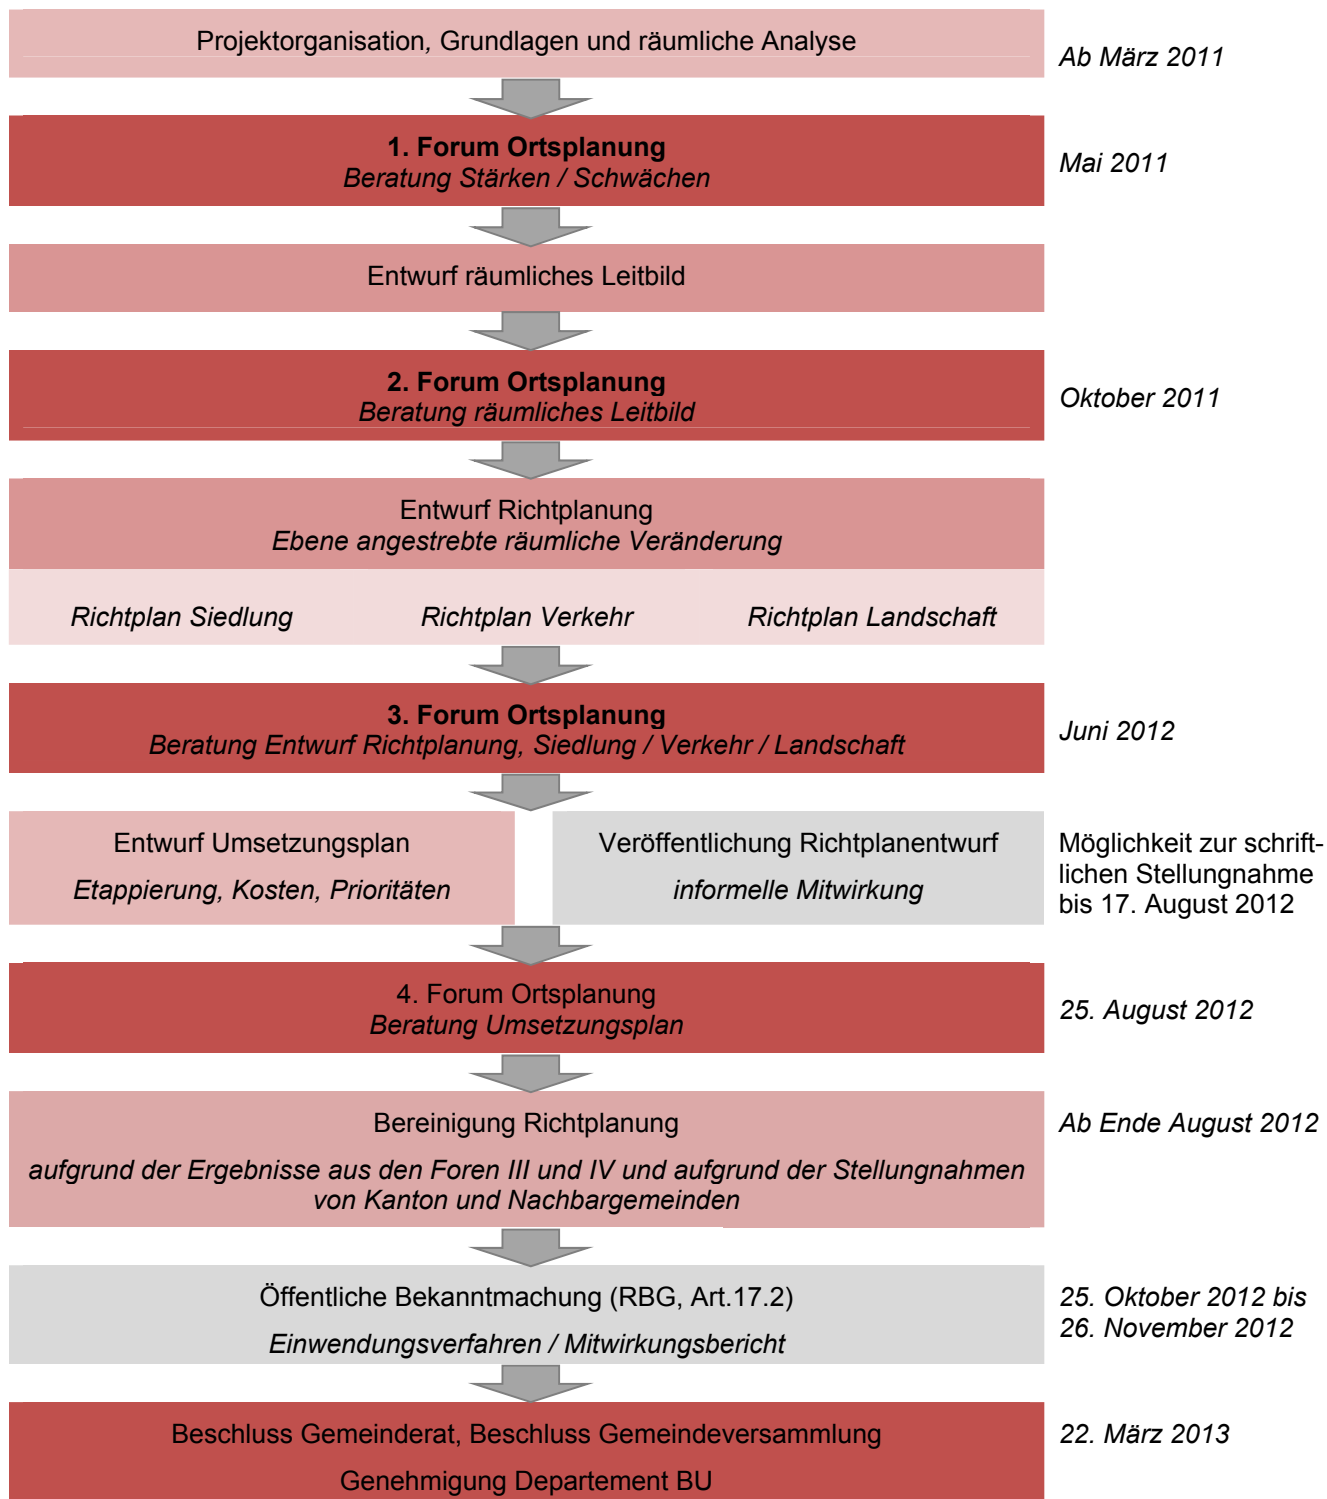 Projektorganisation, Grundlagen und räumliche Analyse
Ab März 2011
1. Forum Ortsplanung
Beratung Stärken / Schwächen
Mai 2011
Entwurf räumliches Leitbild
2. Forum Ortsplanung
Beratung räumliches Leitbild
Oktober 2011
Entwurf Richtplanung
Ebene angestrebte räumliche Veränderung
Richtplan Siedlung Richtplan Verkehr Richtplan Landschaft
3. Forum Ortsplanung
Beratung Entwurf Richtplanung, Siedlung / Verkehr / Landschaft
Juni 2012
Entwurf Umsetzungsplan
Etappierung, Kosten, Prioritäten
Veröffentlichung Richtplanentwurf
informelle Mitwirkung
Möglichkeit zur schrift-
lichen Stellungnahme
bis 17. August 2012
4. Forum Ortsplanung
Beratung Umsetzungsplan
25. August 2012
Bereinigung Richtplanung
aufgrund der Ergebnisse aus den Foren III und IV und aufgrund der Stellungnahmen
von Kanton und Nachbargemeinden
Ab Ende August 2012
Öffentliche Bekanntmachung (RBG, Art.17.2)
Einwendungsverfahren / Mitwirkungsbericht
25. Oktober 2012 bis
26. November 2012
Beschluss Gemeinderat, Beschluss Gemeindeversammlung
Genehmigung Departement BU
22. März 2013